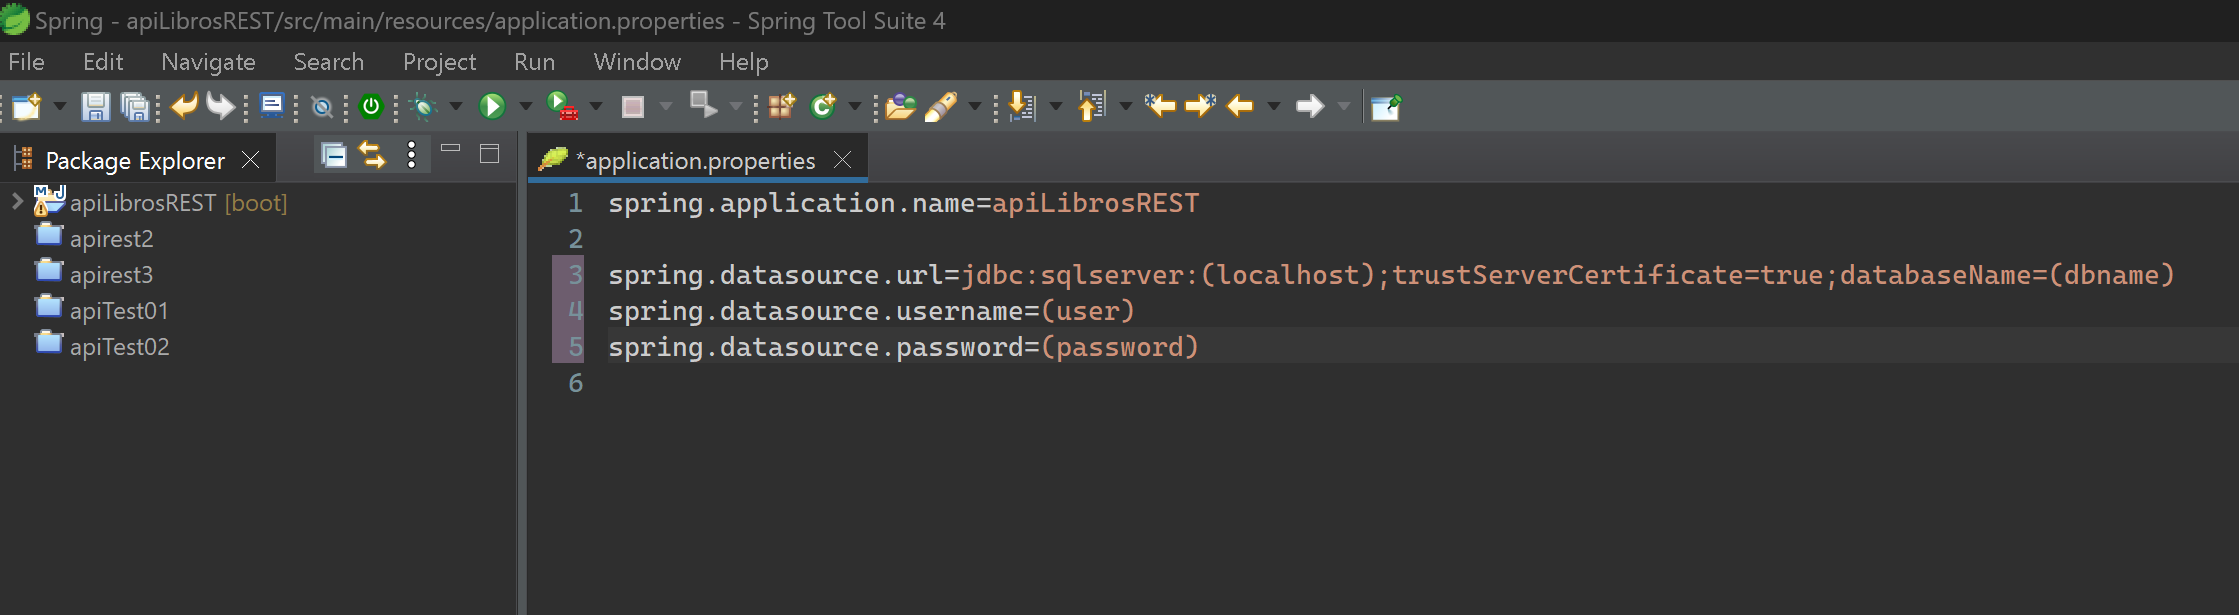 Spring - apiLibrosREST/src/main/resources/application.properties - Spring Tool Suite 4
File Edit Navigate Search Project Run Window Help
Package Explorer
*application.properties
apiLibrosREST [boot]
apirest2
apirest3
apiTest01
apiTest02
1 spring.application.name=apiLibrosREST
2
3 spring.datasource.url=jdbc:sqlserver:(localhost);trustServerCertificate=true;databaseName=(dbname)
4 spring.datasource.username=(user)
5 spring.datasource.password=(password)
6